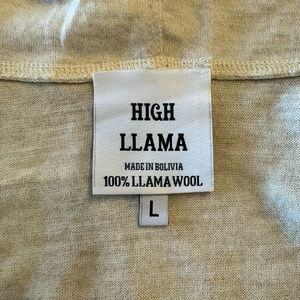 HIGH
LLAMA
MADE IN BOLIVIA
100% LLAMA WOOL
L